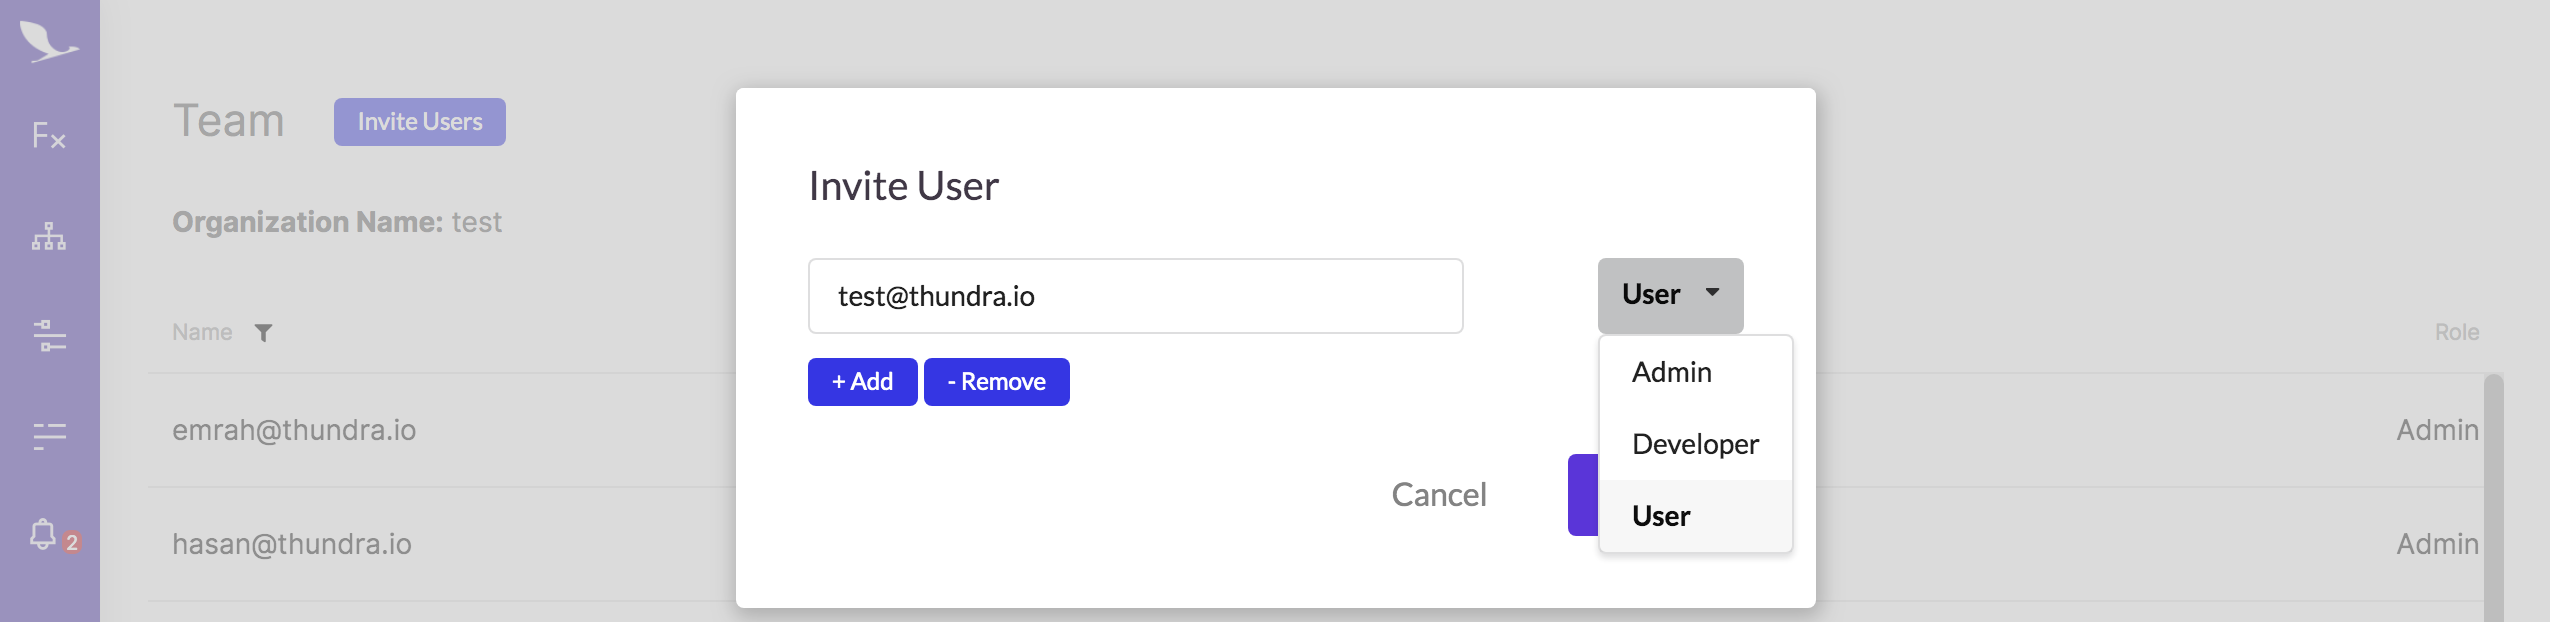 Fx
2
Team
Invite Users
Organization Name: test
Name
Role
emrah@thundra.io
Admin
hasan@thundra.io
Admin
Invite User
test@thundra.io
User
+ Add
- Remove
Admin
Developer
User
Cancel